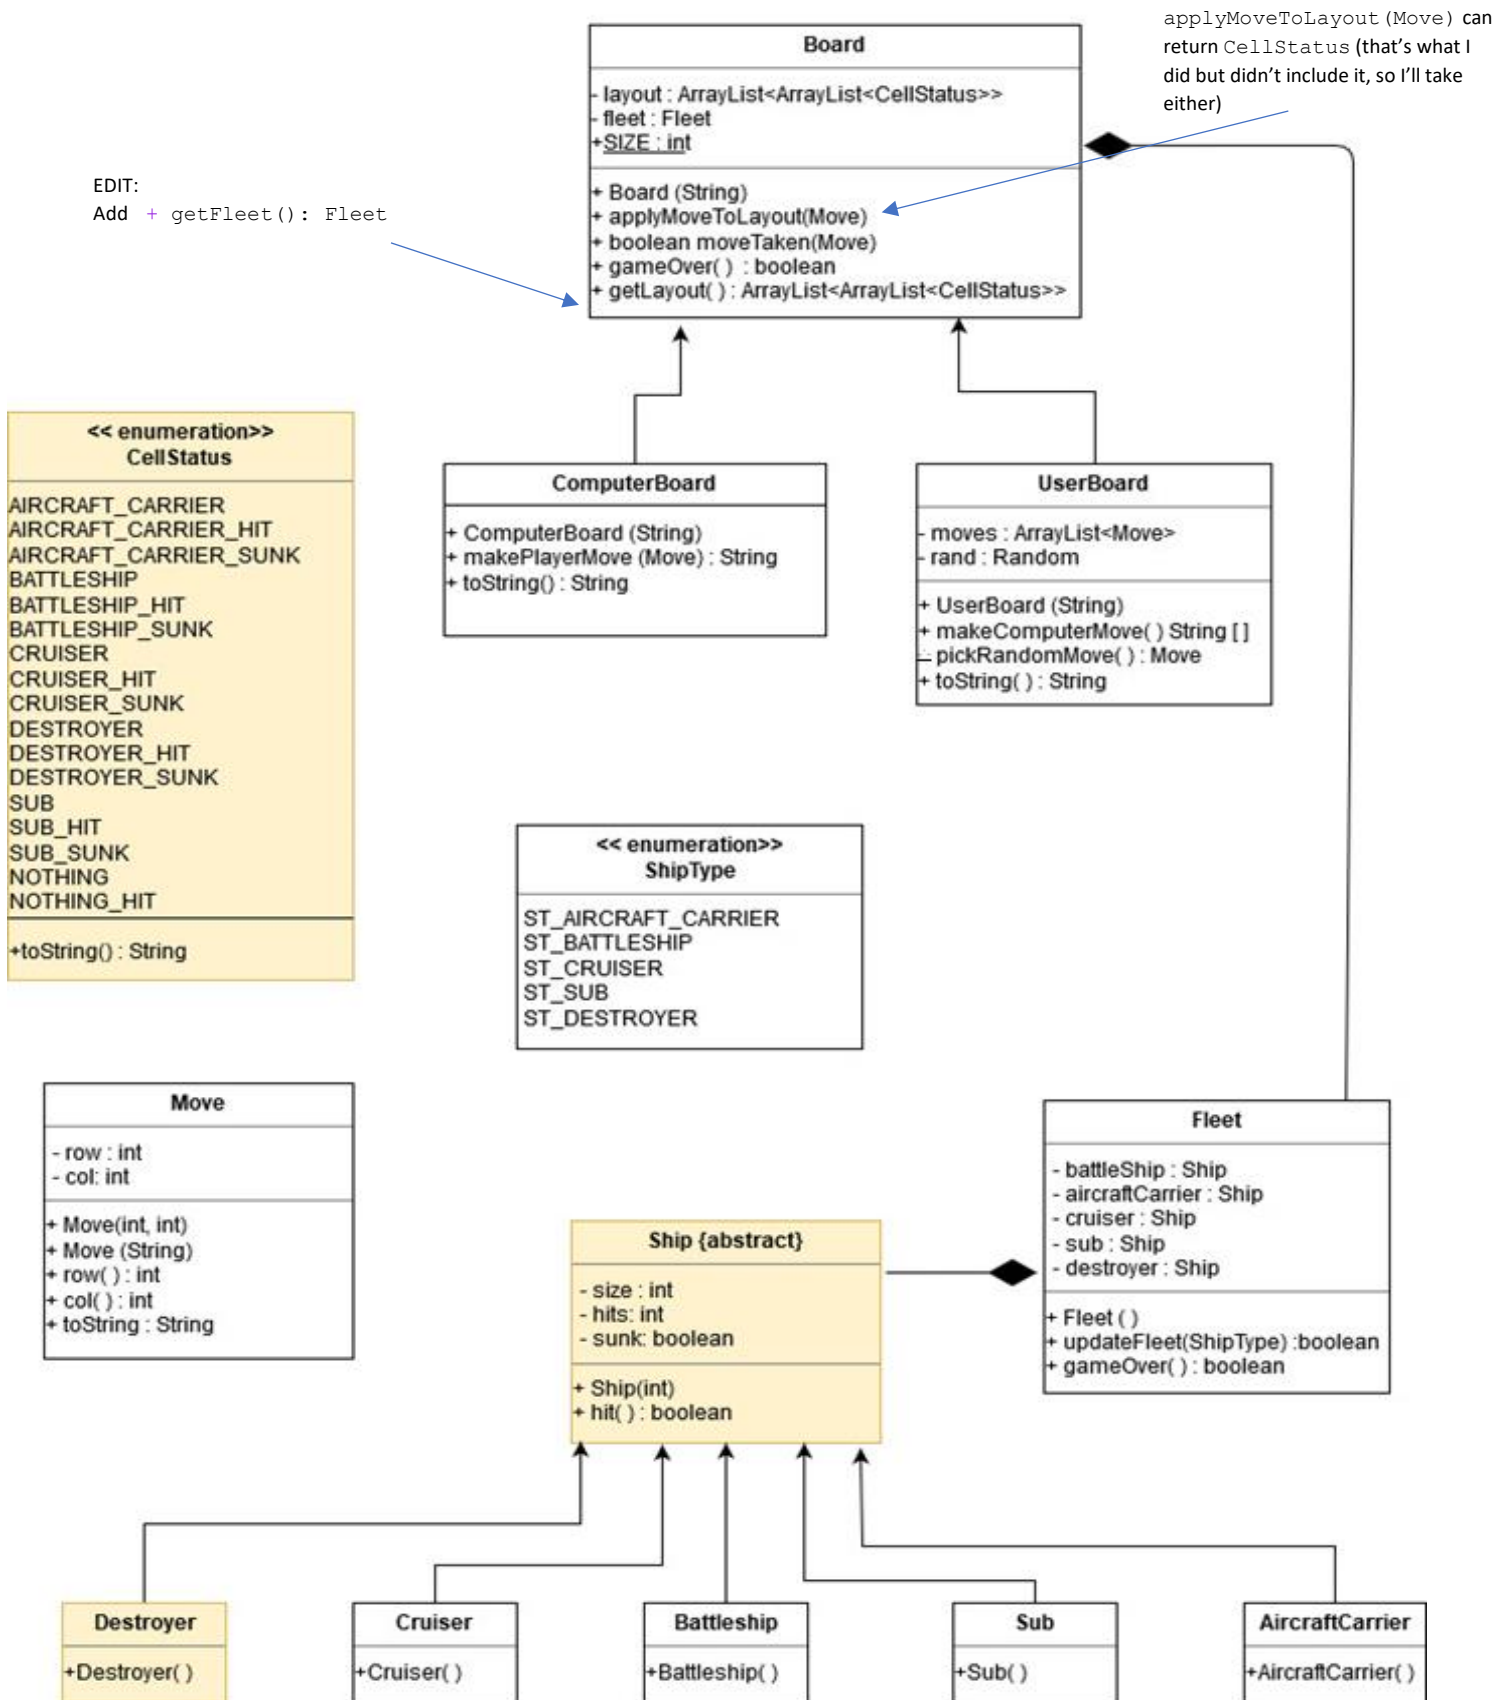 applyMoveToLayout(Move) can
return CellStatus (that's what I
did but didn't include it, so I'll take
either)
EDIT:
Add + getFleet(): Fleet
Board
- layout : ArrayList<ArrayList<CellStatus>>
- fleet : Fleet
+SIZE : int
+ Board (String)
+ applyMoveToLayout(Move)
+ boolean moveTaken(Move)
+ gameOver( ) : boolean
+ getLayout( ) : ArrayList<ArrayList<CellStatus>>
<< enumeration>>
CellStatus
AIRCRAFT_CARRIER
AIRCRAFT_CARRIER_HIT
AIRCRAFT_CARRIER_SUNK
BATTLESHIP
BATTLESHIP_HIT
BATTLESHIP_SUNK
CRUISER
CRUISER_HIT
CRUISER_SUNK
DESTROYER
DESTROYER_HIT
DESTROYER_SUNK
SUB
SUB_HIT
SUB_SUNK
NOTHING
NOTHING_HIT
+toString() : String
ComputerBoard
+ ComputerBoard (String)
+ makePlayerMove (Move) : String
+ toString() : String
UserBoard
- moves : ArrayList<Move>
- rand : Random
+ UserBoard (String)
+ makeComputerMove( ) String [ ]
- pickRandomMove( ) : Move
+ toString( ) : String
<< enumeration>>
ShipType
ST_AIRCRAFT_CARRIER
ST_BATTLESHIP
ST_CRUISER
ST_SUB
ST_DESTROYER
Move
- row : int
- col: int
+ Move(int, int)
+ Move (String)
+ row( ) : int
+ col( ) : int
+ toString : String
Ship {abstract}
- size : int
- hits: int
- sunk: boolean
+ Ship(int)
+ hit( ) : boolean
Fleet
- battleShip : Ship
- aircraftCarrier : Ship
- cruiser : Ship
- sub : Ship
- destroyer : Ship
+ Fleet ( )
+ updateFleet(ShipType) :boolean
+ gameOver( ) : boolean
Destroyer
+Destroyer( )
Cruiser
+Cruiser( )
Battleship
+Battleship( )
Sub
+Sub( )
AircraftCarrier
+AircraftCarrier( )